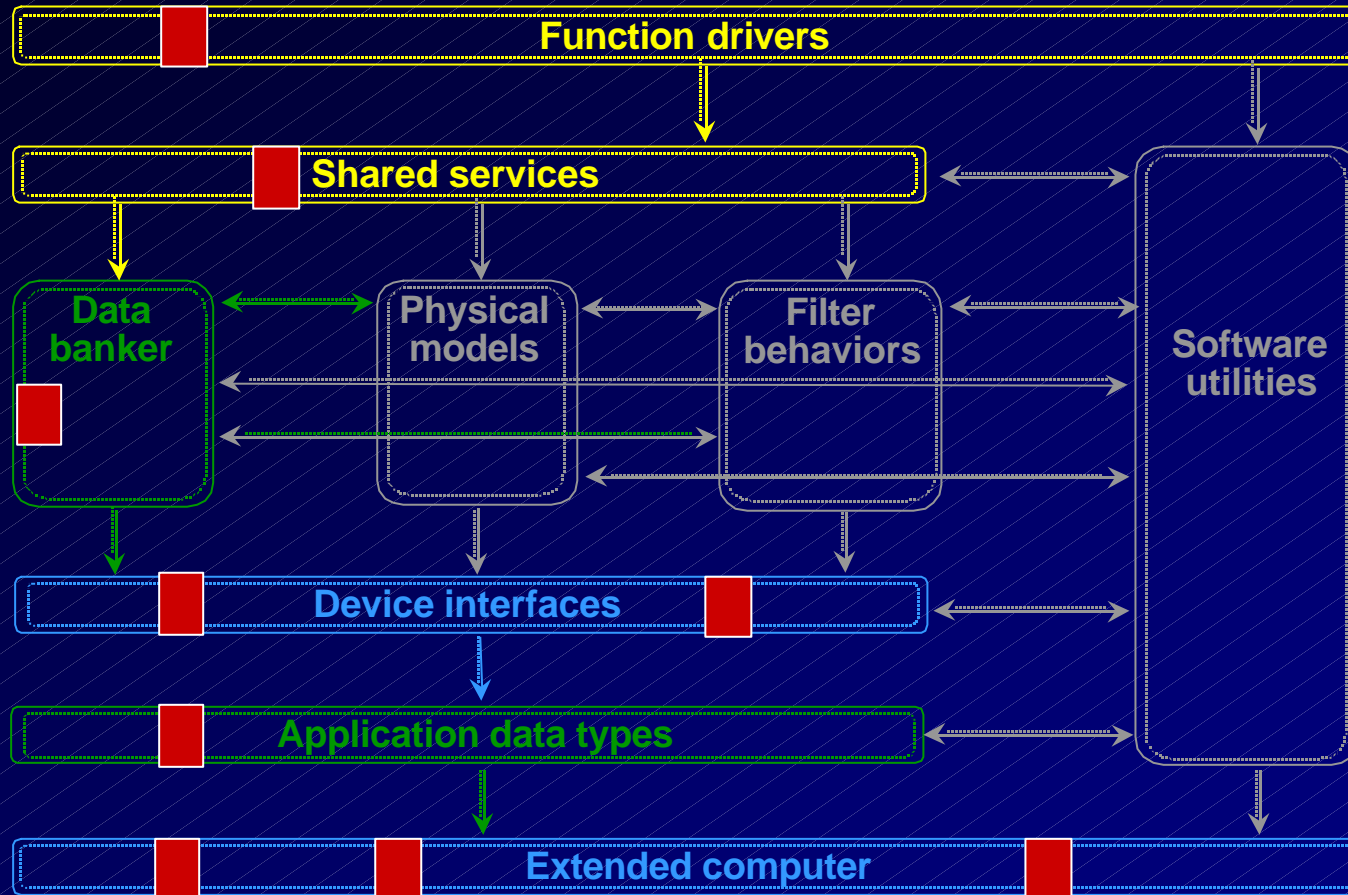 Function drivers
Shared services
Data
banker
Physical
models
Filter
behaviors
Software
utilities
Device interfaces
Application data types
Extended computer